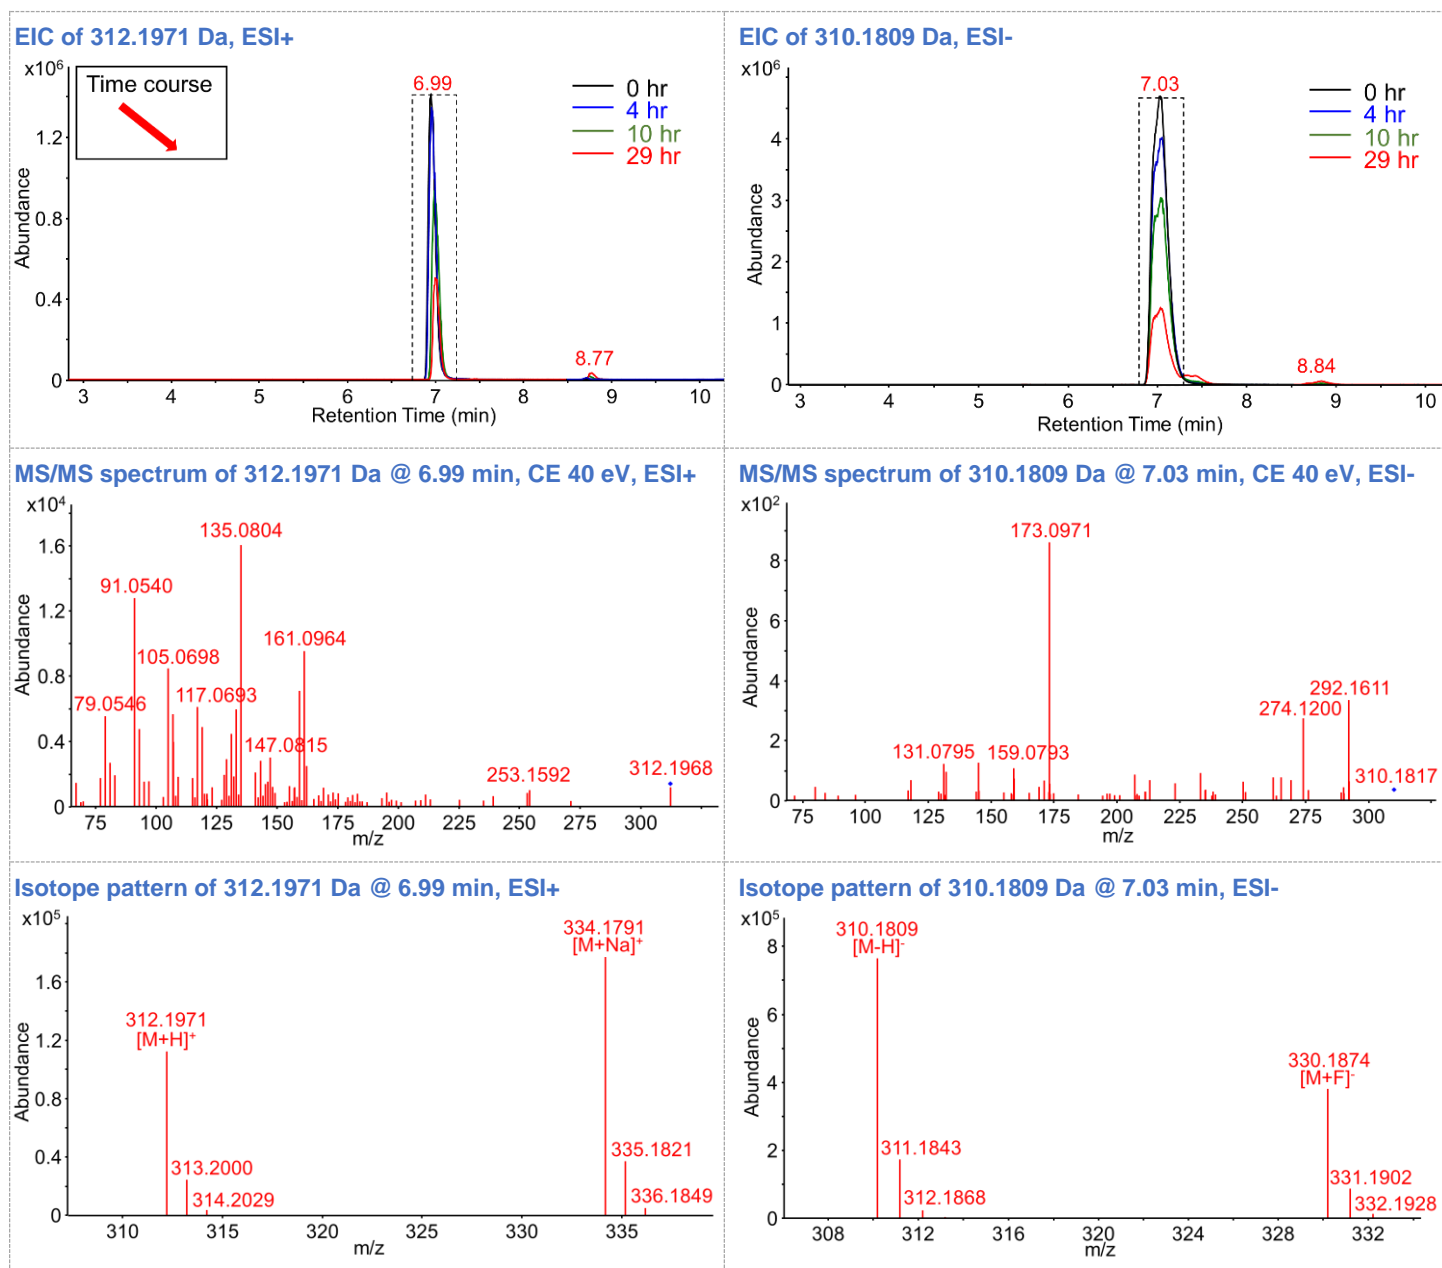 EIC of 312.1971 Da, ESI+
x10⁶
Time course
6.99
0 hr
4 hr
10 hr
29 hr
1.2
0.8
0.4
0
8.77
Abundance
3 4 5 6 7 8 9 10
Retention Time (min)
EIC of 310.1809 Da, ESI-
x10⁶
7.03
0 hr
4 hr
10 hr
29 hr
4
3
2
1
0
8.84
Abundance
3 4 5 6 7 8 9 10
Retention Time (min)
MS/MS spectrum of 312.1971 Da @ 6.99 min, CE 40 eV, ESI+
x10⁴
135.0804
1.6
91.0540
1.2
161.0964
105.0698
0.8
79.0546
117.0693
147.0815
0.4
253.1592
312.1968
0
Abundance
75 100 125 150 175 200 225 250 275 300
m/z
MS/MS spectrum of 310.1809 Da @ 7.03 min, CE 40 eV, ESI-
x10²
173.0971
8
6
4
292.1611
274.1200
2
131.0795
159.0793
310.1817
0
Abundance
75 100 125 150 175 200 225 250 275 300
m/z
Isotope pattern of 312.1971 Da @ 6.99 min, ESI+
x10⁵
334.1791
[M+Na]⁺
1.6
312.1971
[M+H]⁺
1.2
0.8
0.4
313.2000
314.2029
335.1821
336.1849
0
Abundance
310 315 320 325 330 335
m/z
Isotope pattern of 310.1809 Da @ 7.03 min, ESI-
x10⁵
310.1809
[M-H]⁻
8
6
330.1874
[M+F]⁻
4
2
311.1843
312.1868
331.1902
332.1928
0
Abundance
308 312 316 320 324 328 332
m/z